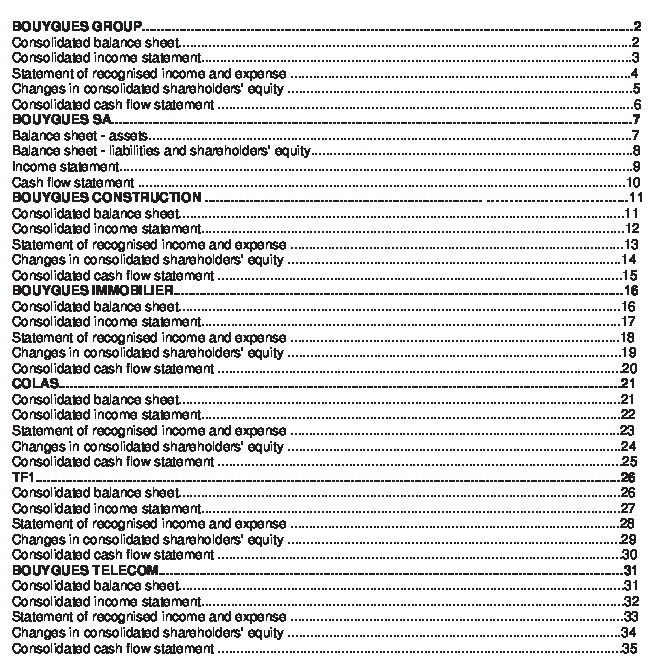 BOUYGUES GROUP..........2
Consolidated balance sheet..........2
Consolidated income statement..........3
Statement of recognised income and expense ..........4
Changes in consolidated shareholders' equity ..........5
Consolidated cash flow statement ..........6
BOUYGUES SA..........7
Balance sheet - assets..........7
Balance sheet - liabilities and shareholders' equity..........8
Income statement..........9
Cash flow statement ..........10
BOUYGUES CONSTRUCTION ..........11
Consolidated balance sheet..........11
Consolidated income statement..........12
Statement of recognised income and expense ..........13
Changes in consolidated shareholders' equity ..........14
Consolidated cash flow statement ..........15
BOUYGUES IMMOBILIER..........16
Consolidated balance sheet..........16
Consolidated income statement..........17
Statement of recognised income and expense ..........18
Changes in consolidated shareholders' equity ..........19
Consolidated cash flow statement ..........20
COLAS..........21
Consolidated balance sheet..........21
Consolidated income statement..........22
Statement of recognised income and expense ..........23
Changes in consolidated shareholders' equity ..........24
Consolidated cash flow statement ..........25
TF1..........26
Consolidated balance sheet..........26
Consolidated income statement..........27
Statement of recognised income and expense ..........28
Changes in consolidated shareholders' equity ..........29
Consolidated cash flow statement ..........30
BOUYGUES TELECOM..........31
Consolidated balance sheet..........31
Consolidated income statement..........32
Statement of recognised income and expense ..........33
Changes in consolidated shareholders' equity ..........34
Consolidated cash flow statement ..........35